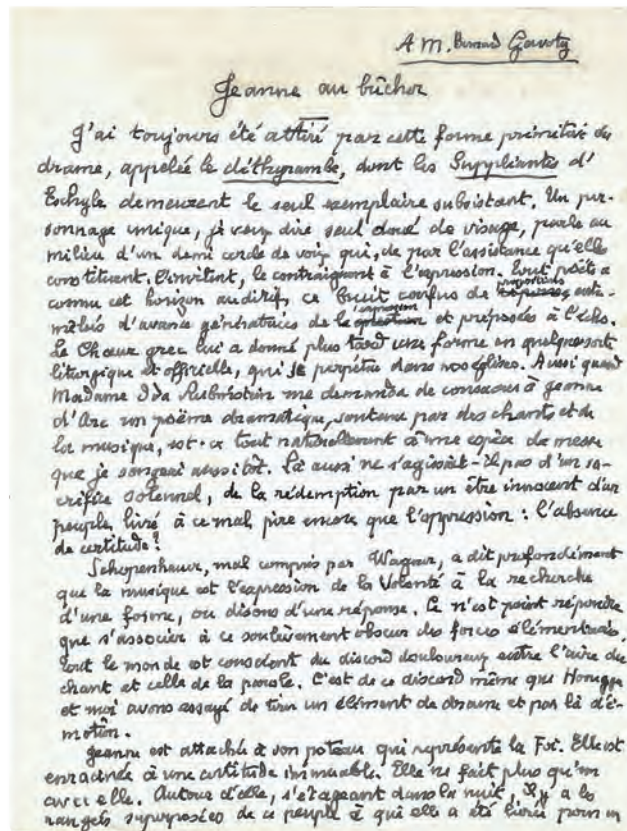 A M. Bernard Gavoty
Jeanne au bûcher
J'ai toujours été attiré par cette forme primitive du
drame, appelée le dithyrambe, dont les Suppliantes d'
Eschyle demeurent le seul exemplaire subsistant. Un per-
sonnage unique, je veux dire seul doué de visage, parle au
milieu d'un demi cercle de voix qui, de par l'assistance qu'elles
constituent, l'invitent, le contraignent à l'expression. Tout poète a
connu cet horizon auditif, ce bruit confus de propositions entre-
mêlées d'avance génératrices de l'expression et préposées à l'écho.
Le Chœur grec lui a donné plus tard une forme en quelque sorte
liturgique et officielle, qui se perpétue dans nos églises. Aussi quand
Madame Ida Rubinstein me demanda de consacrer à Jeanne
d'Arc un poème dramatique, soutenu par des chants et de
la musique, est-ce tout naturellement à une espèce de messe
que je songeai aussitôt. Là aussi ne s'agissait-il pas d'un sa-
crifice solennel, de la rédemption par un être innocent d'un
peuple livré à ce mal pire encore que l'oppression : l'absence
de certitude ?
Schopenhauer, mal compris par Wagner, a dit profondément
que la musique est l'expression de la Volonté à la recherche
d'une forme, ou disons d'une réponse. Ce n'est point répondre
que s'associer à ce soulèvement obscur des forces élémentaires.
Tout le monde est conscient du discord douloureux entre l'aire du
chant et celle de la parole. C'est de ce discord même que Honegger
et moi avons essayé de tirer un élément de drame et par là d'é-
motion.
Jeanne est attachée à son poteau qui représente la Foi. Elle est
enracinée à une certitude immuable. Elle ne fait plus qu'un
avec elle. Autour d'elle, s'étageant dans la nuit, il y a les
rangées superposées de ce peuple à qui elle a été livrée pour un